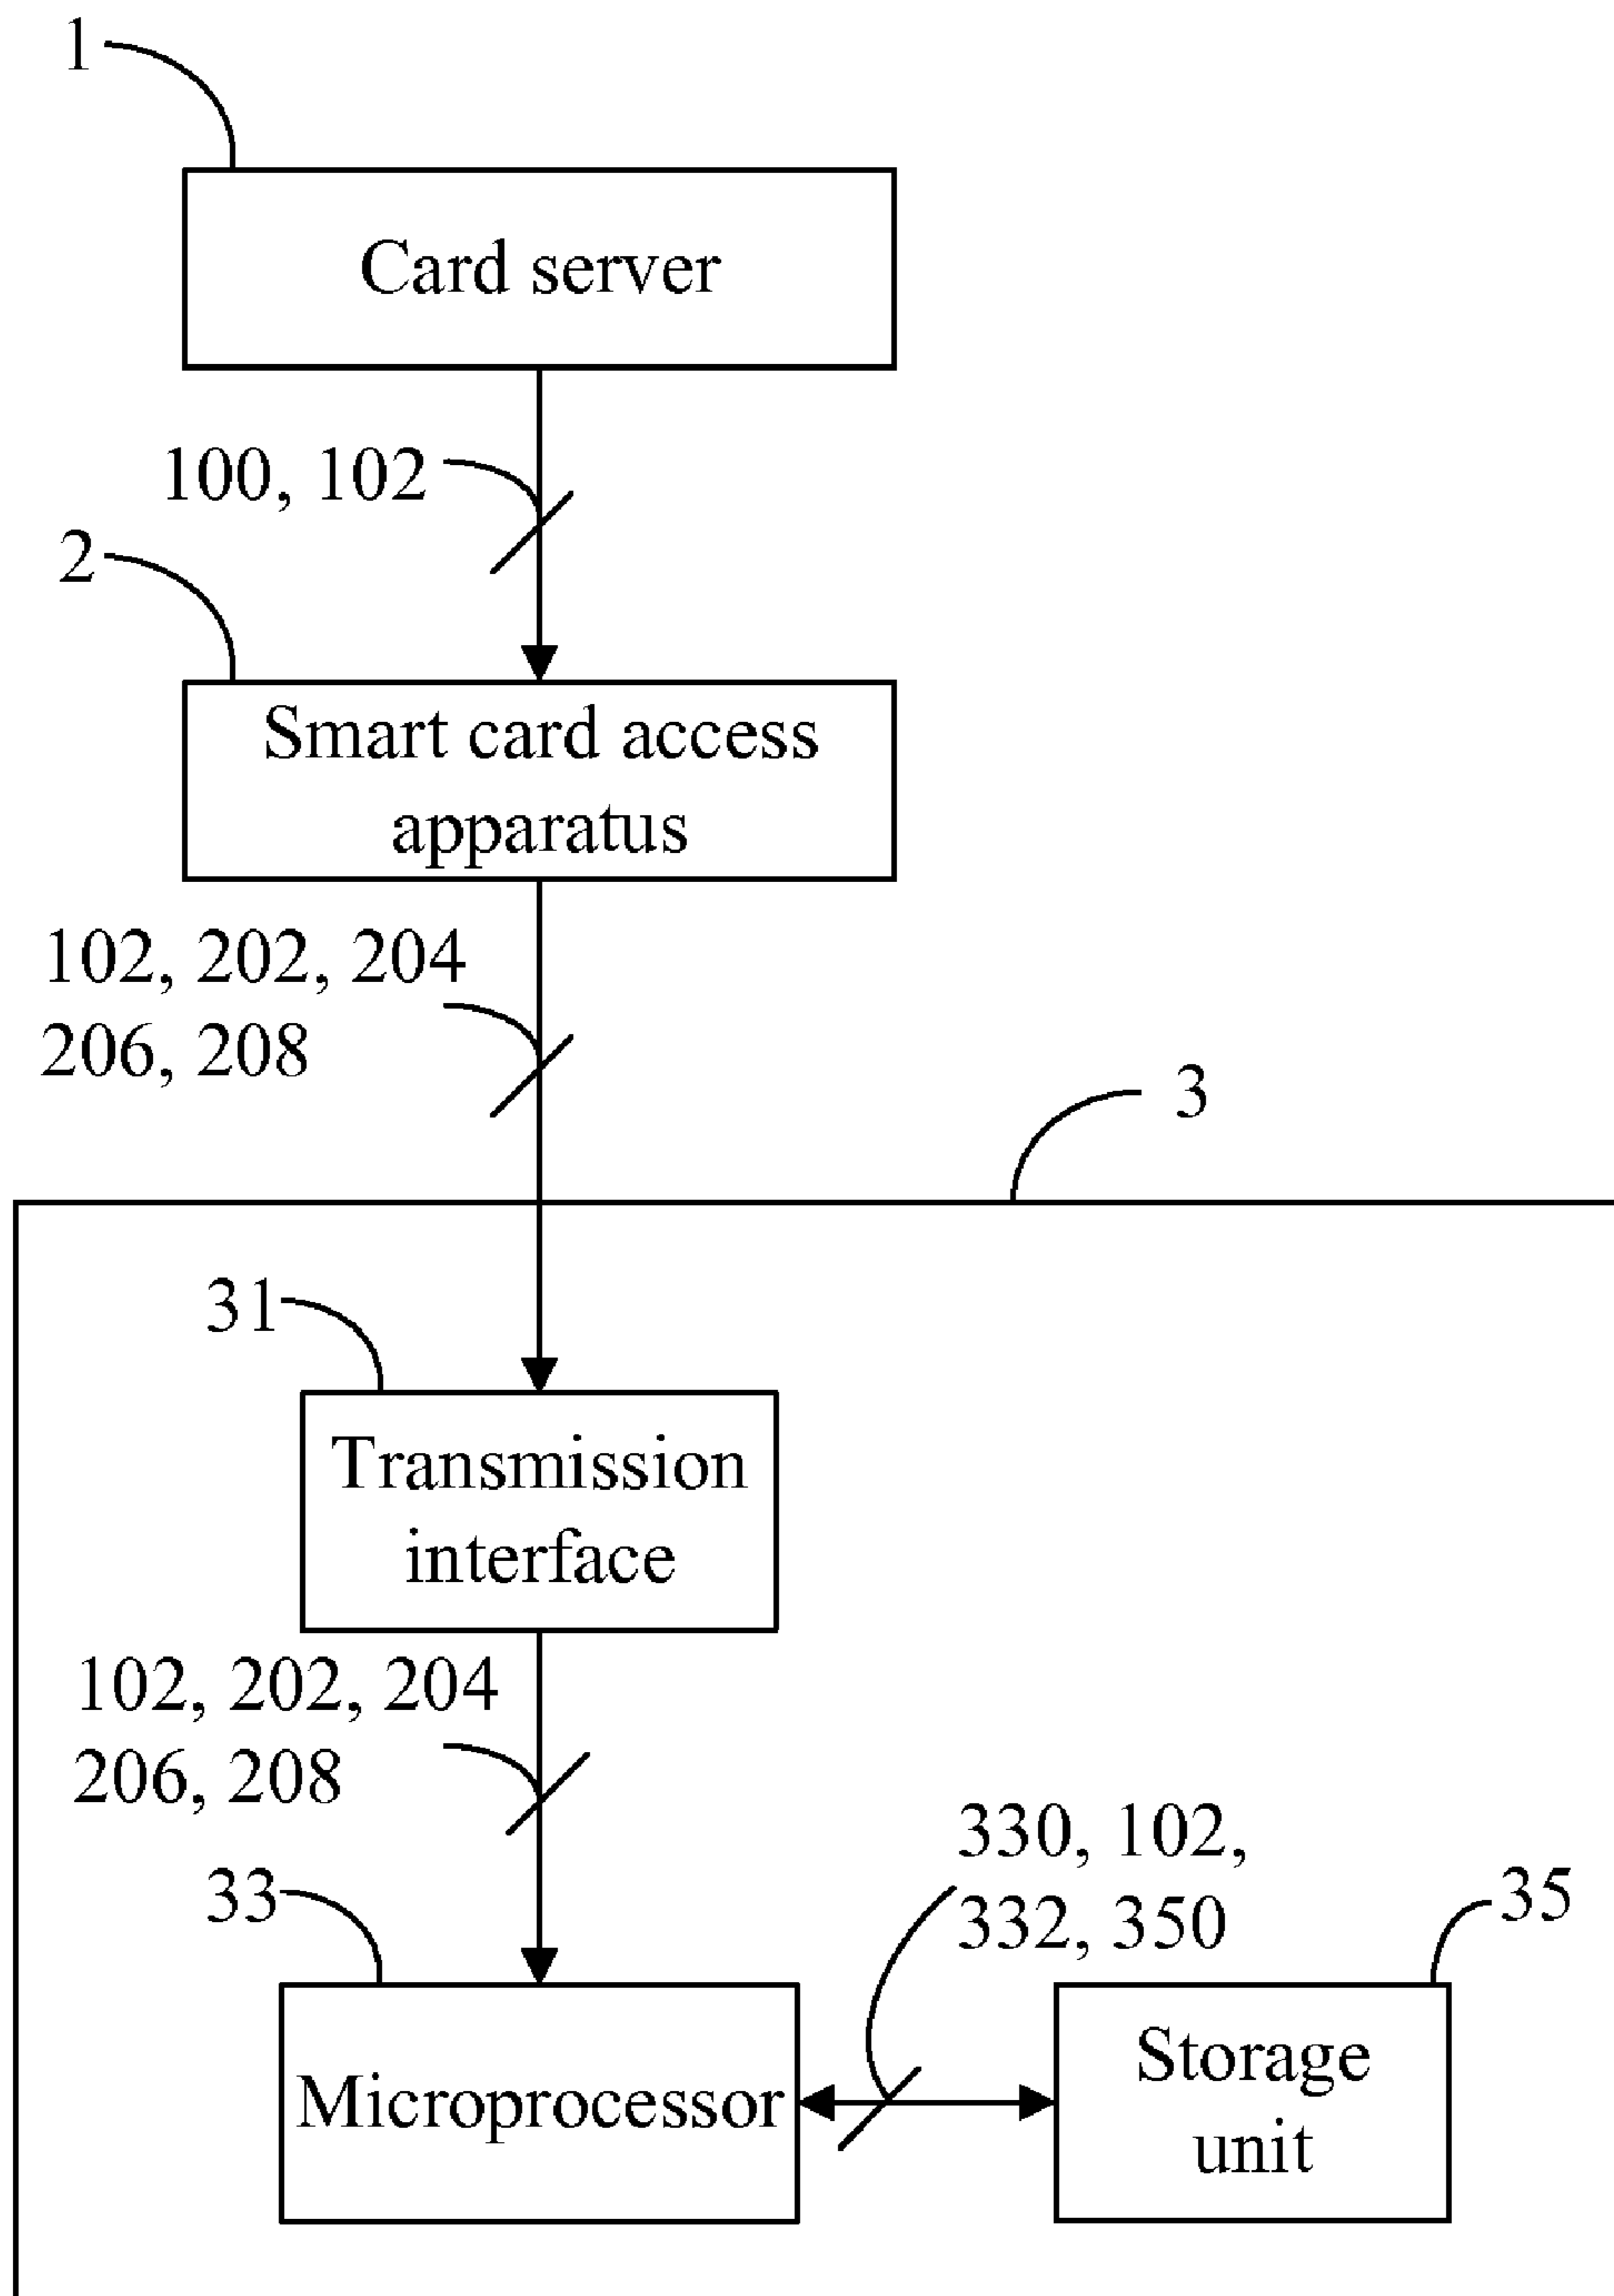 1
Card server
100, 102
2
Smart card access
apparatus
102, 202, 204
206, 208
3
31
Transmission
interface
102, 202, 204
206, 208
330, 102,
332, 350
33
35
Microprocessor
Storage
unit